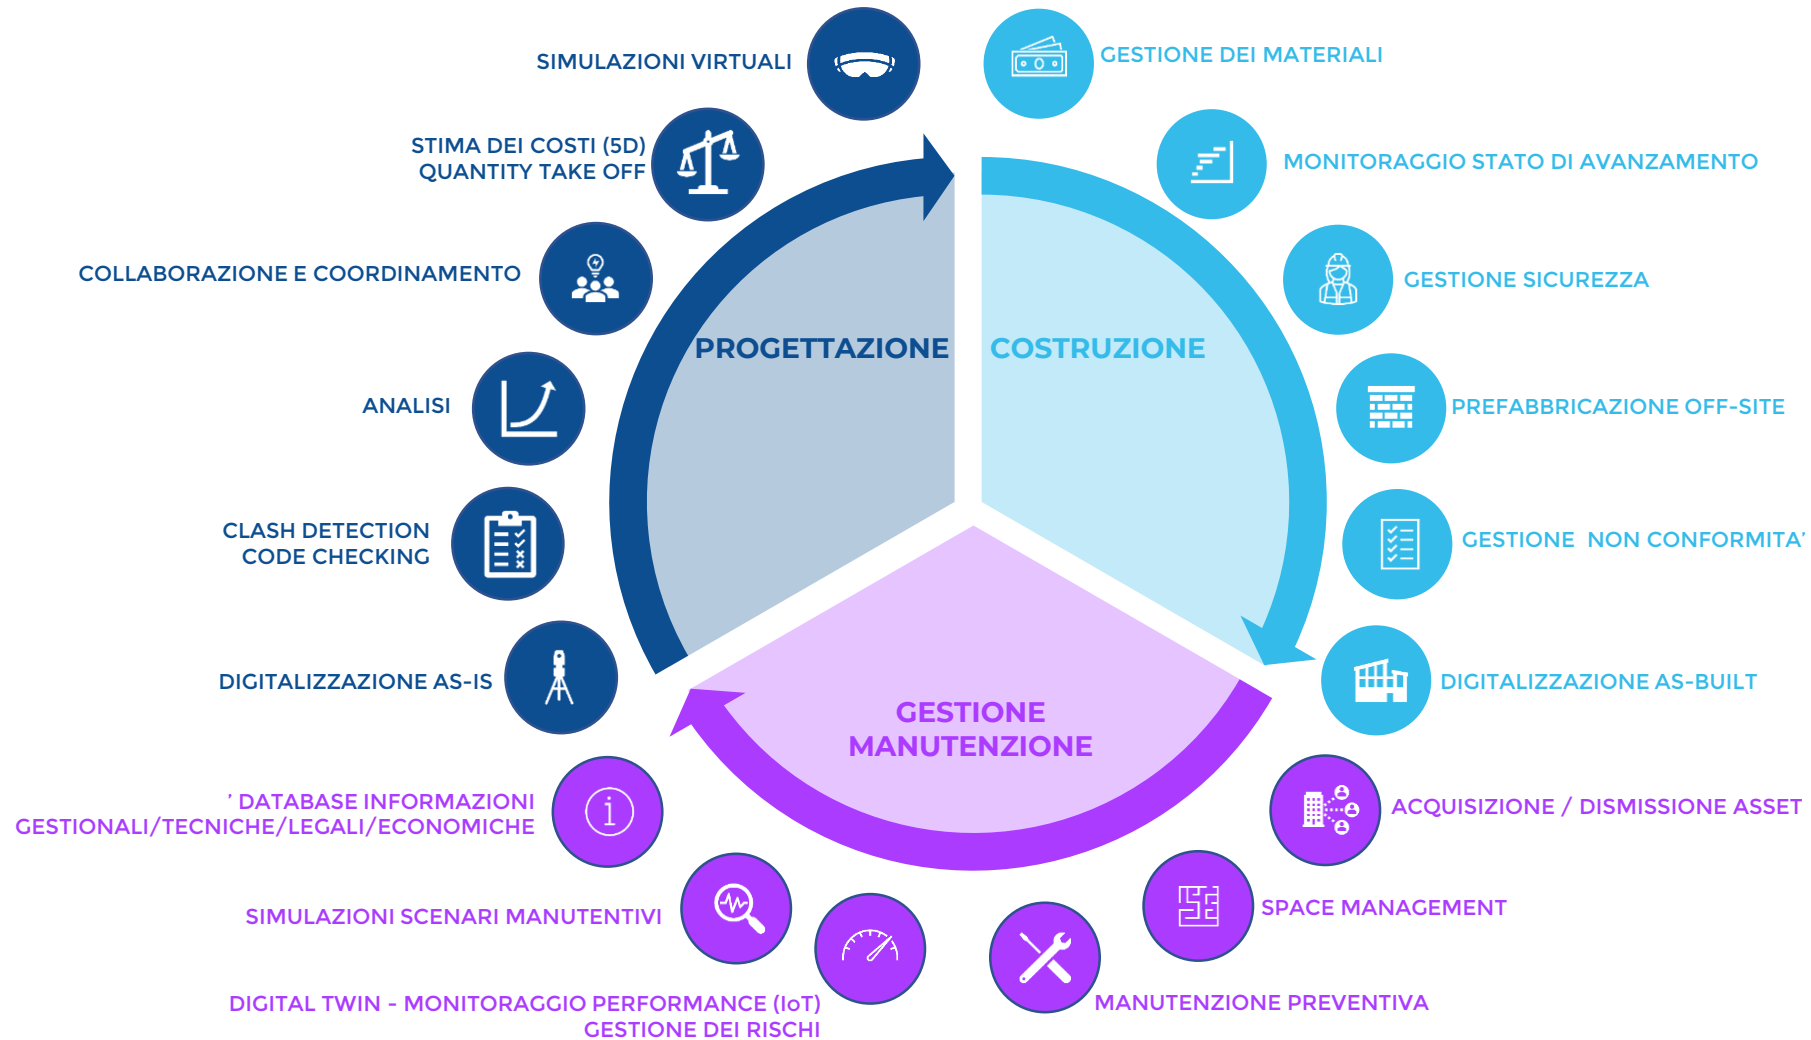 SIMULAZIONI VIRTUALI
STIMA DEI COSTI (5D)
QUANTITY TAKE OFF
COLLABORAZIONE E COORDINAMENTO
ANALISI
CLASH DETECTION
CODE CHECKING
DIGITALIZZAZIONE AS-IS
PROGETTAZIONE
GESTIONE DEI MATERIALI
MONITORAGGIO STATO DI AVANZAMENTO
GESTIONE SICUREZZA
PREFABBRICAZIONE OFF-SITE
GESTIONE  NON CONFORMITA'
DIGITALIZZAZIONE AS-BUILT
COSTRUZIONE
GESTIONE
MANUTENZIONE
' DATABASE INFORMAZIONI
GESTIONALI/TECNICHE/LEGALI/ECONOMICHE
SIMULAZIONI SCENARI MANUTENTIVI
DIGITAL TWIN - MONITORAGGIO PERFORMANCE (IoT)
GESTIONE DEI RISCHI
MANUTENZIONE PREVENTIVA
SPACE MANAGEMENT
ACQUISIZIONE / DISMISSIONE ASSET